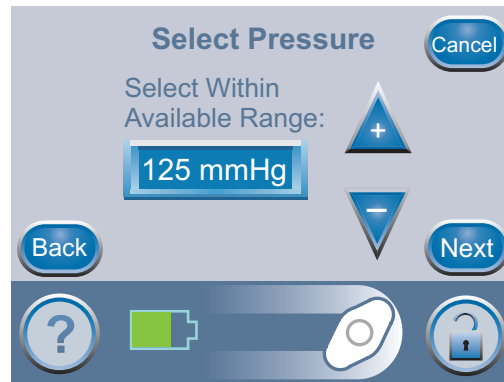 Select Pressure
Cancel
Select Within
Available Range:
+
125 mmHg
−
Back
Next
?